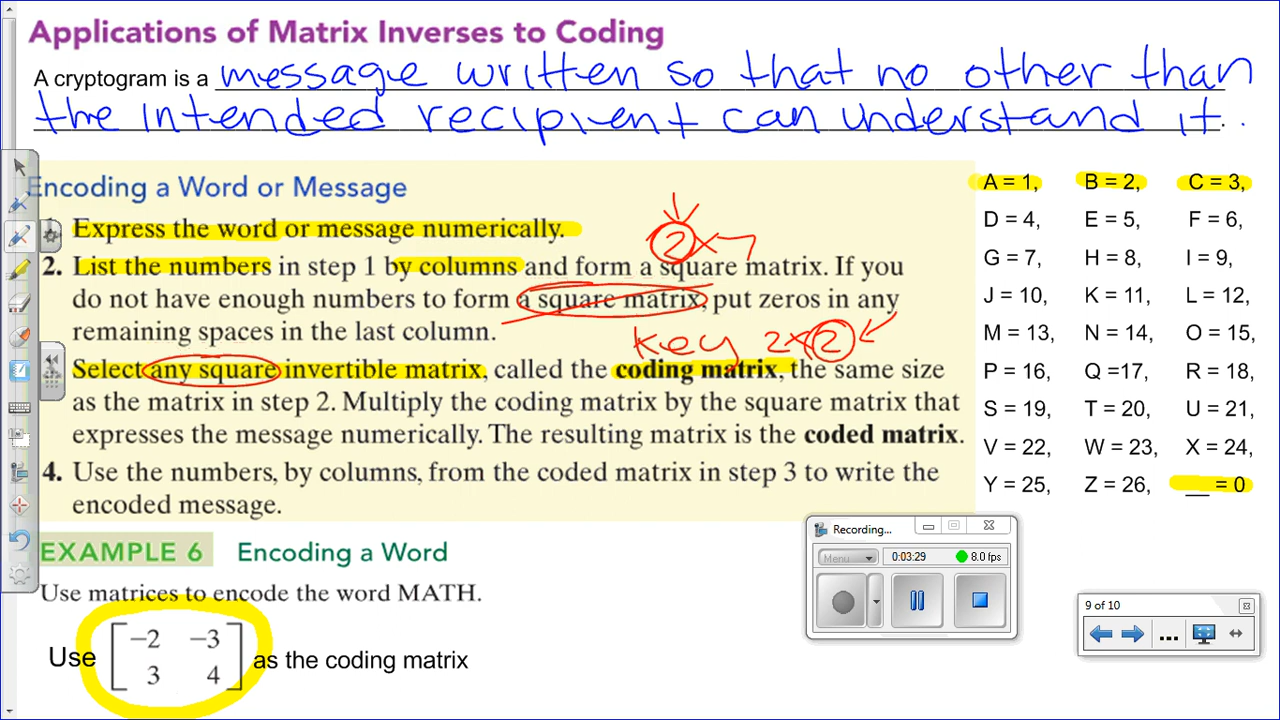 Applications of Matrix Inverses to Coding
A cryptogram is a message written so that no other than
the intended recipient can understand it.
Encoding a Word or Message
Express the word or message numerically.
2x?
2. List the numbers in step 1 by columns and form a square matrix. If you
do not have enough numbers to form a square matrix, put zeros in any
remaining spaces in the last column.
Key 2x2
Select any square invertible matrix, called the coding matrix, the same size
as the matrix in step 2. Multiply the coding matrix by the square matrix that
expresses the message numerically. The resulting matrix is the coded matrix.
4. Use the numbers, by columns, from the coded matrix in step 3 to write the
encoded message.
A = 1, B = 2, C = 3,
D = 4, E = 5, F = 6,
G = 7, H = 8, I = 9,
J = 10, K = 11, L = 12,
M = 13, N = 14, O = 15,
P = 16, Q =17, R = 18,
S = 19, T = 20, U = 21,
V = 22, W = 23, X = 24,
Y = 25, Z = 26, __ = 0
EXAMPLE 6 Encoding a Word
Use matrices to encode the word MATH.
Use [−2 −3
3 4] as the coding matrix
Recording...
Menu
0:03:29 8.0 fps
9 of 10